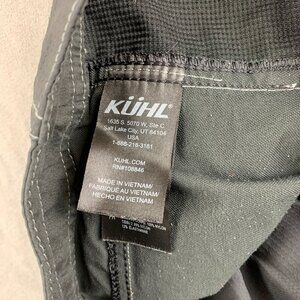 KÜHL®
1635 S. 5070 W, Ste C
Salt Lake City, UT 84104
USA
1-888-218-3181
KUHL.COM
RN#108846
MADE IN VIETNAM/
FABRIQUÉ AU VIETNAM/
HECHO EN VIETNAM